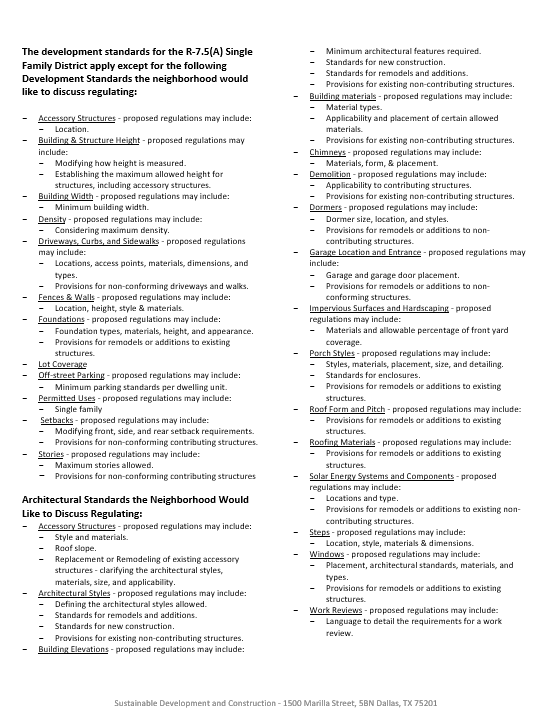 The development standards for the R-7.5(A) Single
Family District apply except for the following
Development Standards the neighborhood would
like to discuss regulating:
– Accessory Structures - proposed regulations may include:
– Location.
– Building & Structure Height - proposed regulations may
include:
– Modifying how height is measured.
– Establishing the maximum allowed height for
structures, including accessory structures.
– Building Width - proposed regulations may include:
– Minimum building width.
– Density - proposed regulations may include:
– Considering maximum density.
– Driveways, Curbs, and Sidewalks - proposed regulations
may include:
– Locations, access points, materials, dimensions, and
types.
– Provisions for non-conforming driveways and walks.
– Fences & Walls - proposed regulations may include:
– Location, height, style & materials.
– Foundations - proposed regulations may include:
– Foundation types, materials, height, and appearance.
– Provisions for remodels or additions to existing
structures.
– Lot Coverage
– Off-street Parking - proposed regulations may include:
– Minimum parking standards per dwelling unit.
– Permitted Uses - proposed regulations may include:
– Single family
– Setbacks - proposed regulations may include:
– Modifying front, side, and rear setback requirements.
– Provisions for non-conforming contributing structures.
– Stories - proposed regulations may include:
– Maximum stories allowed.
– Provisions for non-conforming contributing structures
Architectural Standards the Neighborhood Would
Like to Discuss Regulating:
– Accessory Structures - proposed regulations may include:
– Style and materials.
– Roof slope.
– Replacement or Remodeling of existing accessory
structures - clarifying the architectural styles,
materials, size, and applicability.
– Architectural Styles - proposed regulations may include:
– Defining the architectural styles allowed.
– Standards for remodels and additions.
– Standards for new construction.
– Provisions for existing non-contributing structures.
– Building Elevations - proposed regulations may include:
– Minimum architectural features required.
– Standards for new construction.
– Standards for remodels and additions.
– Provisions for existing non-contributing structures.
– Building materials - proposed regulations may include:
– Material types.
– Applicability and placement of certain allowed
materials.
– Provisions for existing non-contributing structures.
– Chimneys - proposed regulations may include:
– Materials, form, & placement.
– Demolition - proposed regulations may include:
– Applicability to contributing structures.
– Provisions for existing non-contributing structures.
– Dormers - proposed regulations may include:
– Dormer size, location, and styles.
– Provisions for remodels or additions to non-
contributing structures.
– Garage Location and Entrance - proposed regulations may
include:
– Garage and garage door placement.
– Provisions for remodels or additions to non-
conforming structures.
– Impervious Surfaces and Hardscaping - proposed
regulations may include:
– Materials and allowable percentage of front yard
coverage.
– Porch Styles - proposed regulations may include:
– Styles, materials, placement, size, and detailing.
– Standards for enclosures.
– Provisions for remodels or additions to existing
structures.
– Roof Form and Pitch - proposed regulations may include:
– Provisions for remodels or additions to existing
structures.
– Roofing Materials - proposed regulations may include:
– Provisions for remodels or additions to existing
structures.
– Solar Energy Systems and Components - proposed
regulations may include:
– Locations and type.
– Provisions for remodels or additions to existing non-
contributing structures.
– Steps - proposed regulations may include:
– Location, style, materials & dimensions.
– Windows - proposed regulations may include:
– Placement, architectural standards, materials, and
types.
– Provisions for remodels or additions to existing
structures.
– Work Reviews - proposed regulations may include:
– Language to detail the requirements for a work
review.
Sustainable Development and Construction - 1500 Marilla Street, 5BN Dallas, TX 75201